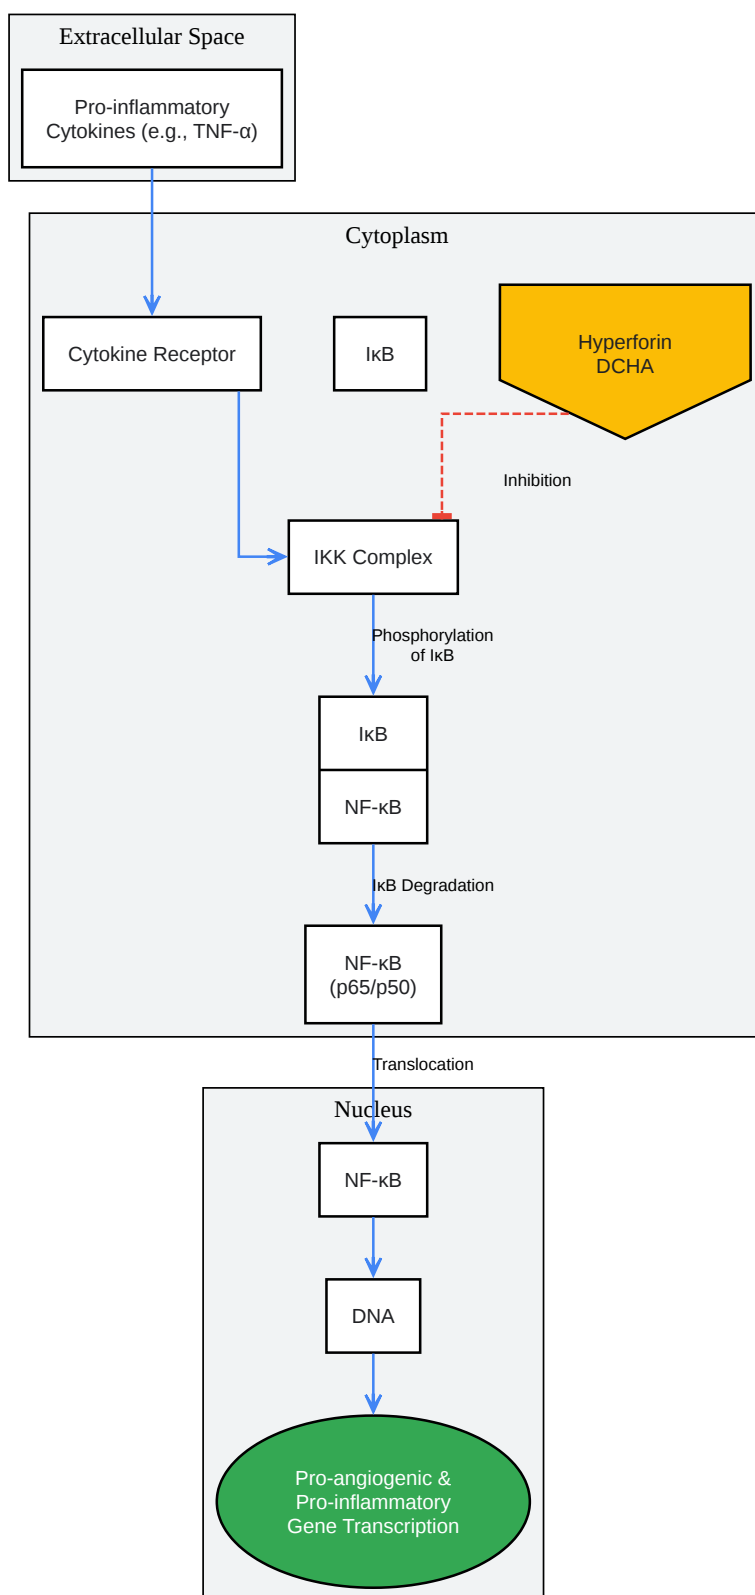 Extracellular Space
Pro-inflammatory
Cytokines (e.g., TNF-α)
Cytoplasm
Cytokine Receptor
IκB
Hyperforin
DCHA
Inhibition
IKK Complex
Phosphorylation
of IκB
IκB
NF-κB
IκB Degradation
NF-κB
(p65/p50)
Translocation
Nucleus
NF-κB
DNA
Pro-angiogenic &
Pro-inflammatory
Gene Transcription